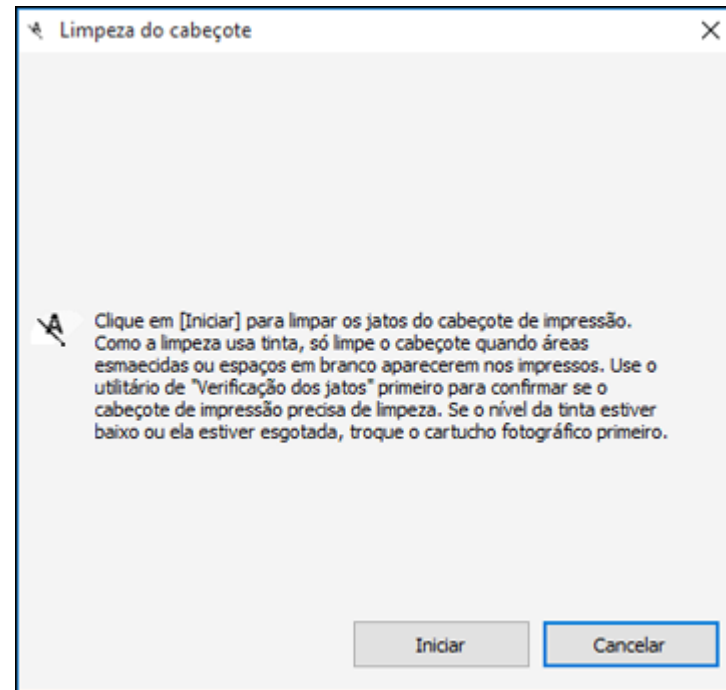 Limpeza do cabeçote
Clique em [Iniciar] para limpar os jatos do cabeçote de impressão.
Como a limpeza usa tinta, só limpe o cabeçote quando áreas
esmaecidas ou espaços em branco aparecerem nos impressos. Use o
utilitário de "Verificação dos jatos" primeiro para confirmar se o
cabeçote de impressão precisa de limpeza. Se o nível da tinta estiver
baixo ou ela estiver esgotada, troque o cartucho fotográfico primeiro.
Iniciar
Cancelar